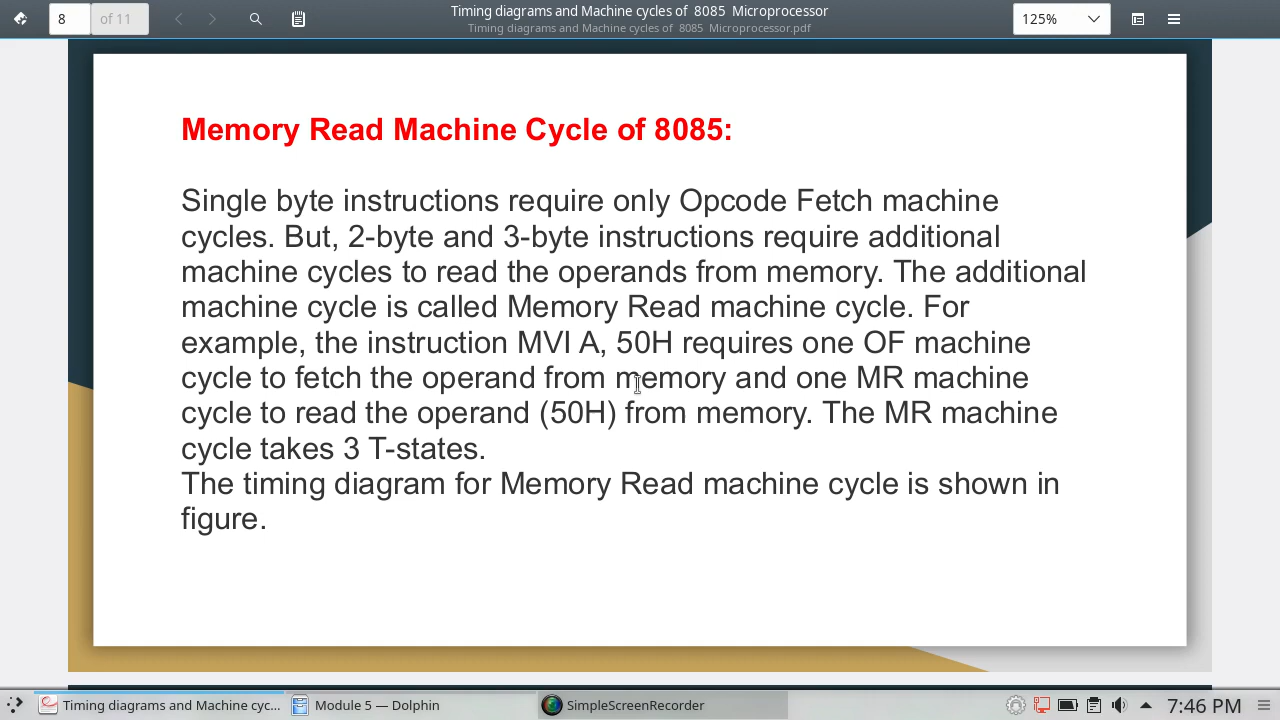 8 of 11
Timing diagrams and Machine cycles of 8085 Microprocessor
Timing diagrams and Machine cycles of 8085 Microprocessor.pdf
125%
Memory Read Machine Cycle of 8085:
Single byte instructions require only Opcode Fetch machine
cycles. But, 2-byte and 3-byte instructions require additional
machine cycles to read the operands from memory. The additional
machine cycle is called Memory Read machine cycle. For
example, the instruction MVI A, 50H requires one OF machine
cycle to fetch the operand from memory and one MR machine
cycle to read the operand (50H) from memory. The MR machine
cycle takes 3 T-states.
The timing diagram for Memory Read machine cycle is shown in
figure.
Timing diagrams and Machine cyc...
Module 5 — Dolphin
SimpleScreenRecorder
7:46 PM